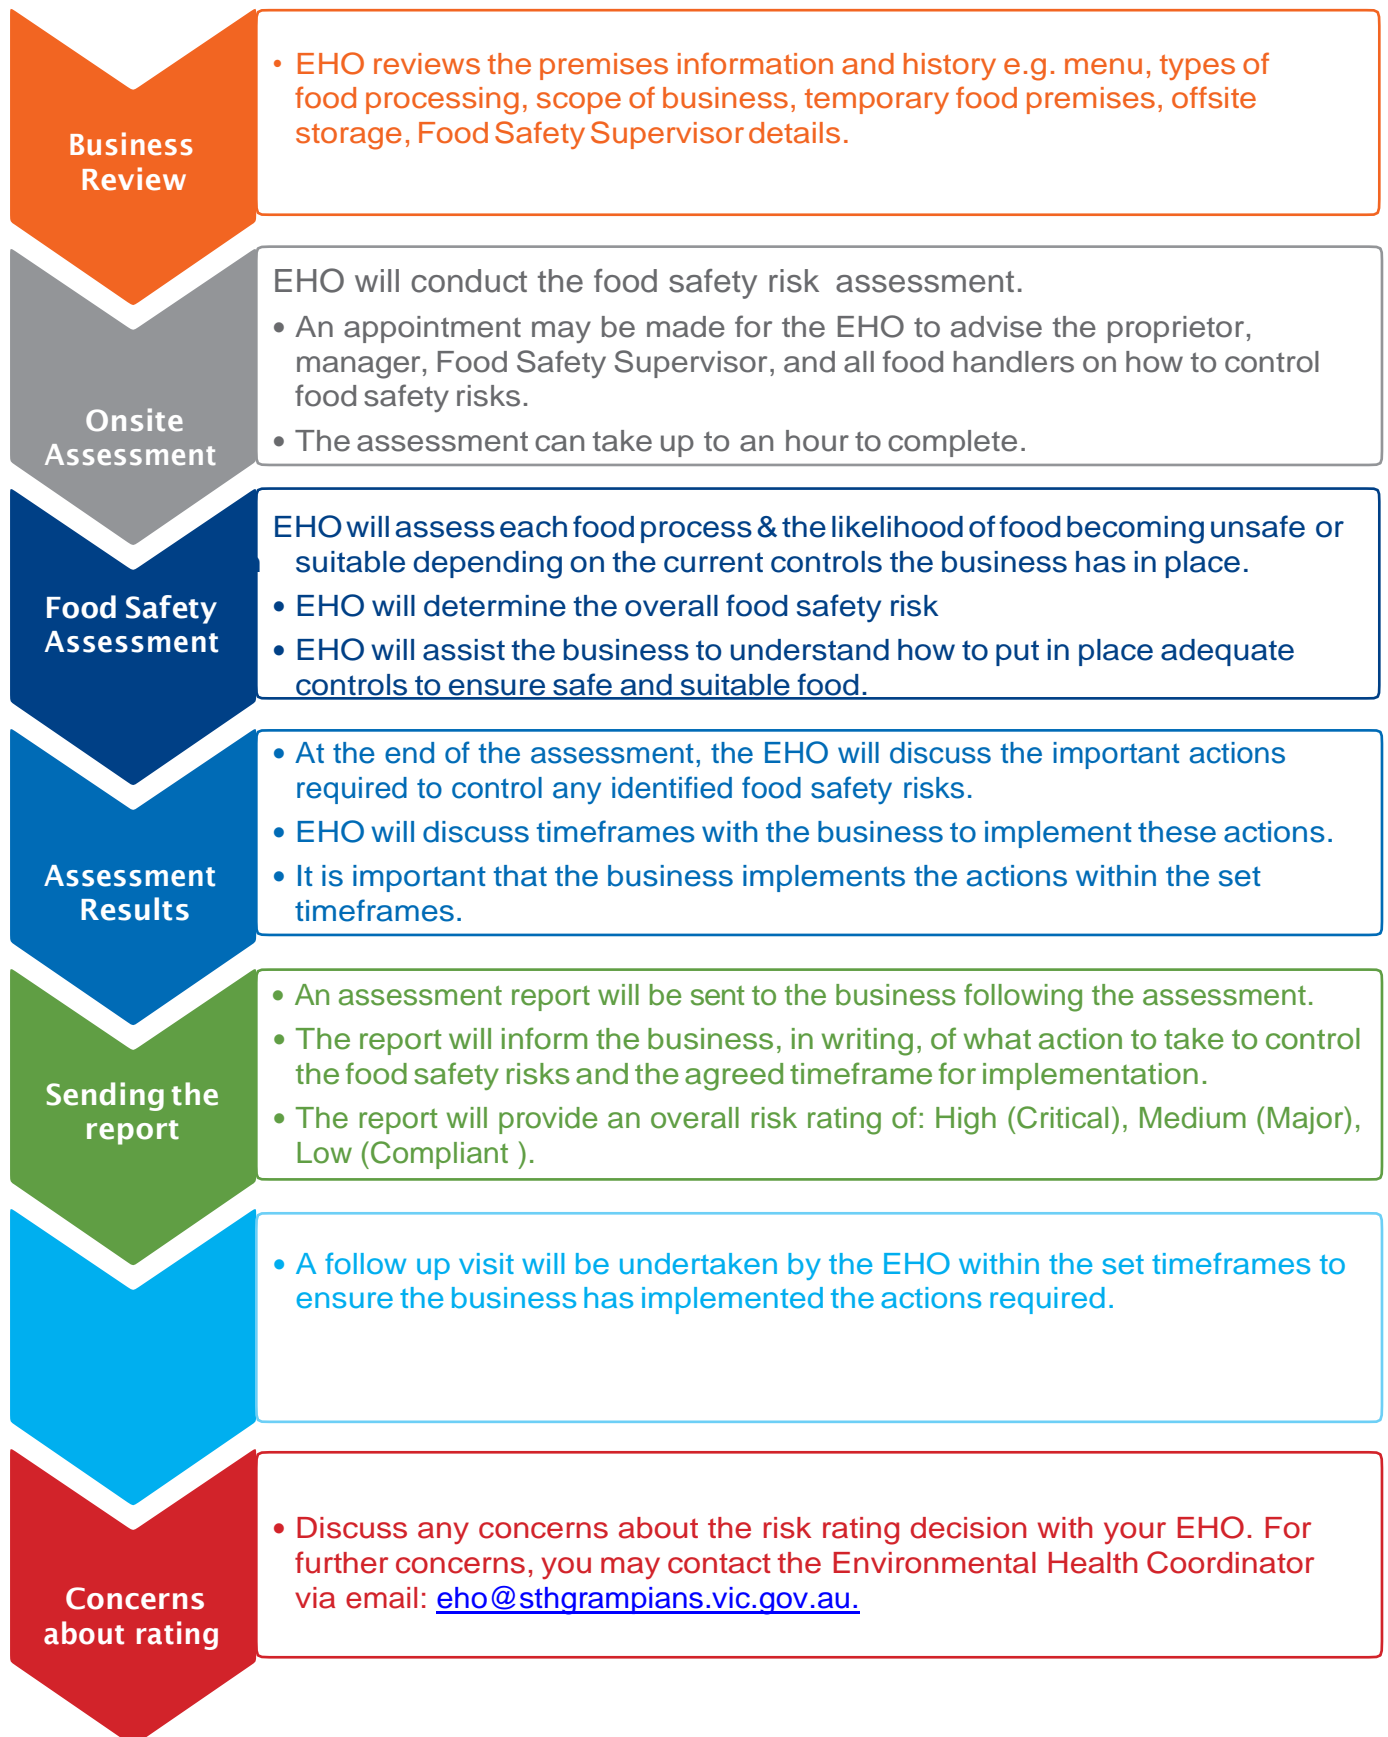 Business
Review
• EHO reviews the premises information and history e.g. menu, types of
food processing, scope of business, temporary food premises, offsite
storage, Food Safety Supervisor details.
Onsite
Assessment
EHO will conduct the food safety risk assessment.
• An appointment may be made for the EHO to advise the proprietor,
manager, Food Safety Supervisor, and all food handlers on how to control
food safety risks.
• The assessment can take up to an hour to complete.
Food Safety
Assessment
EHO will assess each food process & the likelihood of food becoming unsafe or
suitable depending on the current controls the business has in place.
• EHO will determine the overall food safety risk
• EHO will assist the business to understand how to put in place adequate
controls to ensure safe and suitable food.
Assessment
Results
• At the end of the assessment, the EHO will discuss the important actions
required to control any identified food safety risks.
• EHO will discuss timeframes with the business to implement these actions.
• It is important that the business implements the actions within the set
timeframes.
Sending the
report
• An assessment report will be sent to the business following the assessment.
• The report will inform the business, in writing, of what action to take to control
the food safety risks and the agreed timeframe for implementation.
• The report will provide an overall risk rating of: High (Critical), Medium (Major),
Low (Compliant ).
• A follow up visit will be undertaken by the EHO within the set timeframes to
ensure the business has implemented the actions required.
Concerns
about rating
• Discuss any concerns about the risk rating decision with your EHO. For
further concerns, you may contact the Environmental Health Coordinator
via email: eho@sthgrampians.vic.gov.au.